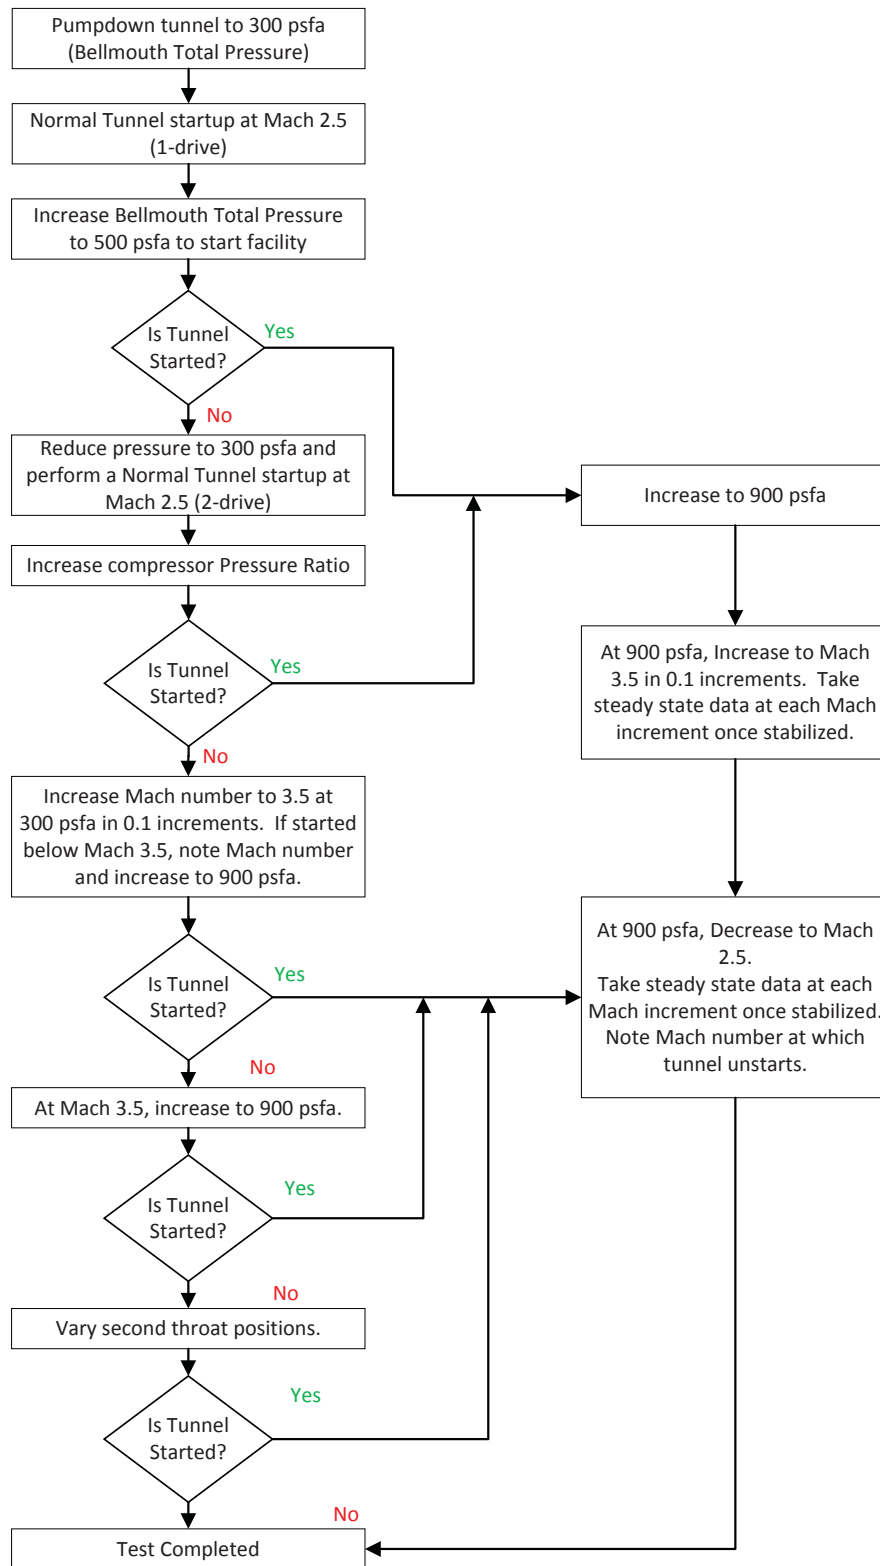 Pumpdown tunnel to 300 psfa
(Bellmouth Total Pressure)
Normal Tunnel startup at Mach 2.5
(1-drive)
Increase Bellmouth Total Pressure
to 500 psfa to start facility
Is Tunnel
Started?
Yes
No
Reduce pressure to 300 psfa and
perform a Normal Tunnel startup at
Mach 2.5 (2-drive)
Increase compressor Pressure Ratio
Is Tunnel
Started?
Yes
No
Increase Mach number to 3.5 at
300 psfa in 0.1 increments.  If started
below Mach 3.5, note Mach number
and increase to 900 psfa.
Is Tunnel
Started?
Yes
No
At Mach 3.5, increase to 900 psfa.
Is Tunnel
Started?
Yes
No
Vary second throat positions.
Is Tunnel
Started?
Yes
No
Test Completed
Increase to 900 psfa
At 900 psfa, Increase to Mach
3.5 in 0.1 increments.  Take
steady state data at each Mach
increment once stabilized.
At 900 psfa, Decrease to Mach
2.5.
Take steady state data at each
Mach increment once stabilized.
Note Mach number at which
tunnel unstarts.